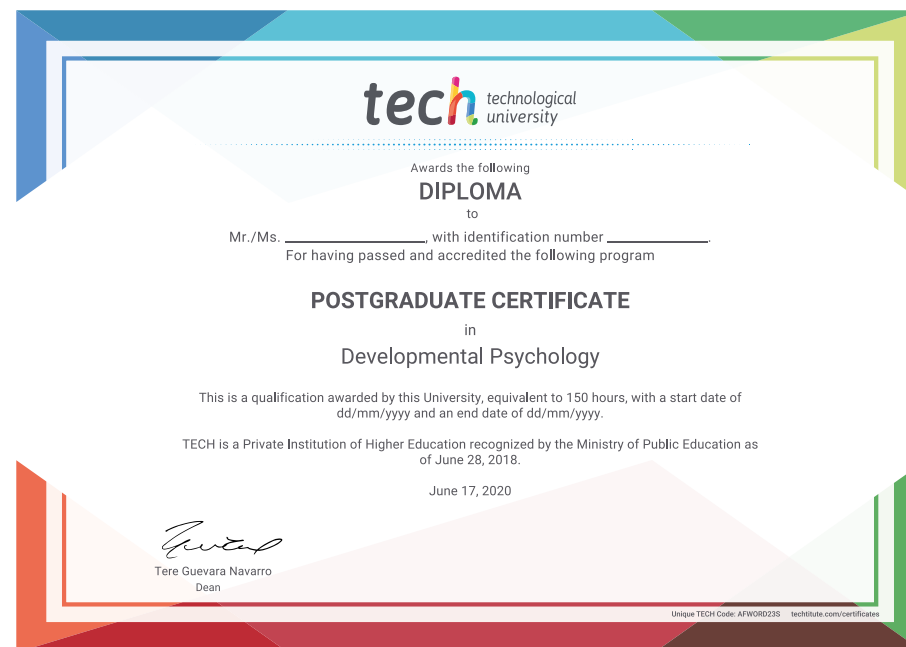 tech technological
university
Awards the following
DIPLOMA
to
Mr./Ms. ____________, with identification number _________.
For having passed and accredited the following program
POSTGRADUATE CERTIFICATE
in
Developmental Psychology
This is a qualification awarded by this University, equivalent to 150 hours, with a start date of
dd/mm/yyyy and an end date of dd/mm/yyyy.
TECH is a Private Institution of Higher Education recognized by the Ministry of Public Education as
of June 28, 2018.
June 17, 2020
Tere Guevara Navarro
Dean
Unique TECH Code: AFWORD23S techtitute.com/certificates